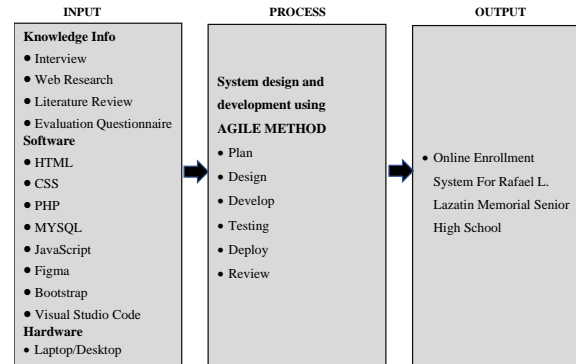 INPUT
Knowledge Info
• Interview
• Web Research
• Literature Review
• Evaluation Questionnaire
Software
• HTML
• CSS
• PHP
• MYSQL
• JavaScript
• Figma
• Bootstrap
• Visual Studio Code
Hardware
• Laptop/Desktop
PROCESS
System design and
development using
AGILE METHOD
• Plan
• Design
• Develop
• Testing
• Deploy
• Review
OUTPUT
• Online Enrollment
System For Rafael L.
Lazatin Memorial Senior
High School